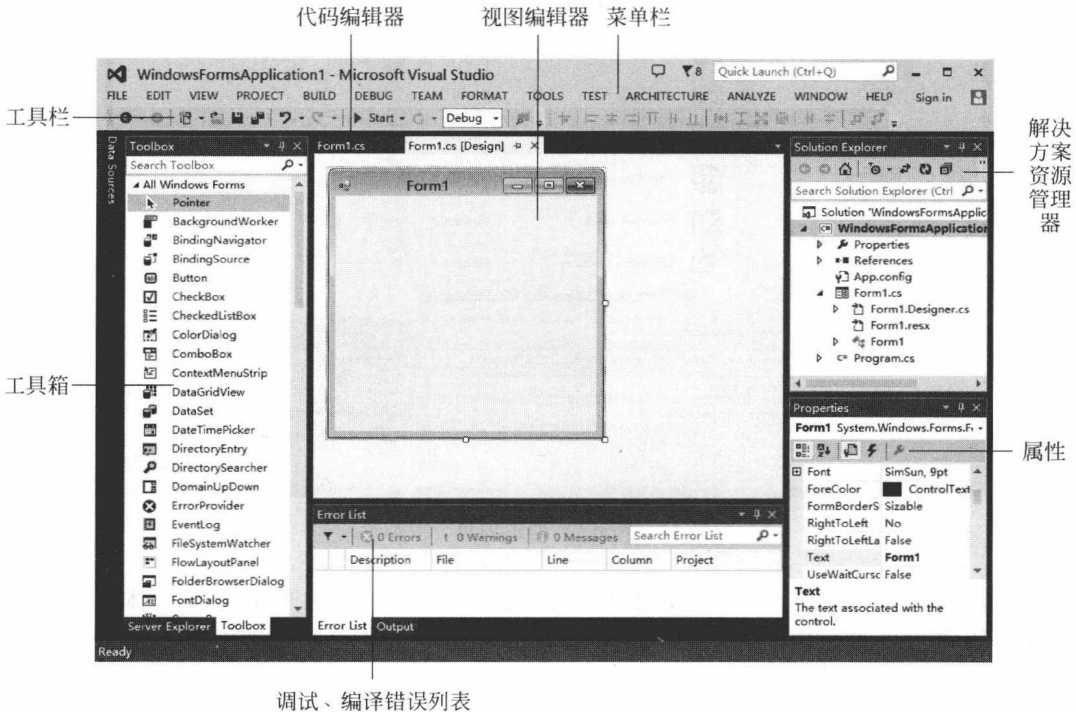 代码编辑器
视图编辑器
菜单栏
WindowsFormsApplication1 - Microsoft Visual Studio
8
Quick Launch (Ctrl+Q)
FILE EDIT VIEW PROJECT BUILD DEBUG TEAM FORMAT TOOLS TEST ARCHITECTURE ANALYZE WINDOW HELP Sign in
工具栏
Start
Debug
Data Sources
Toolbox
Search Toolbox
All Windows Forms
Pointer
BackgroundWorker
BindingNavigator
BindingSource
Button
CheckBox
CheckedListBox
ColorDialog
ComboBox
ContextMenuStrip
DataGridView
DataSet
DateTimePicker
DirectoryEntry
DirectorySearcher
DomainUpDown
ErrorProvider
EventLog
FileSystemWatcher
FlowLayoutPanel
FolderBrowserDialog
FontDialog
Server Explorer Toolbox
工具箱
Form1.cs
Form1.cs [Design]
Form1
Error List
0 Errors
0 Warnings
0 Messages
Search Error List
Description File Line Column Project
Error List Output
Solution Explorer
Search Solution Explorer (Ctrl
Solution 'WindowsFormsApplic
WindowsFormsApplication
Properties
References
App.config
Form1.cs
Form1.Designer.cs
Form1.resx
Form1
C# Program.cs
解决
方案
资源
管理
器
Properties
Form1 System.Windows.Forms.F
Font SimSun, 9pt
ForeColor ControlText
FormBorderS Sizable
RightToLeft No
RightToLeftLa False
Text Form1
UseWaitCursc False
Text
The text associated with the
control.
属性
Ready
调试、编译错误列表